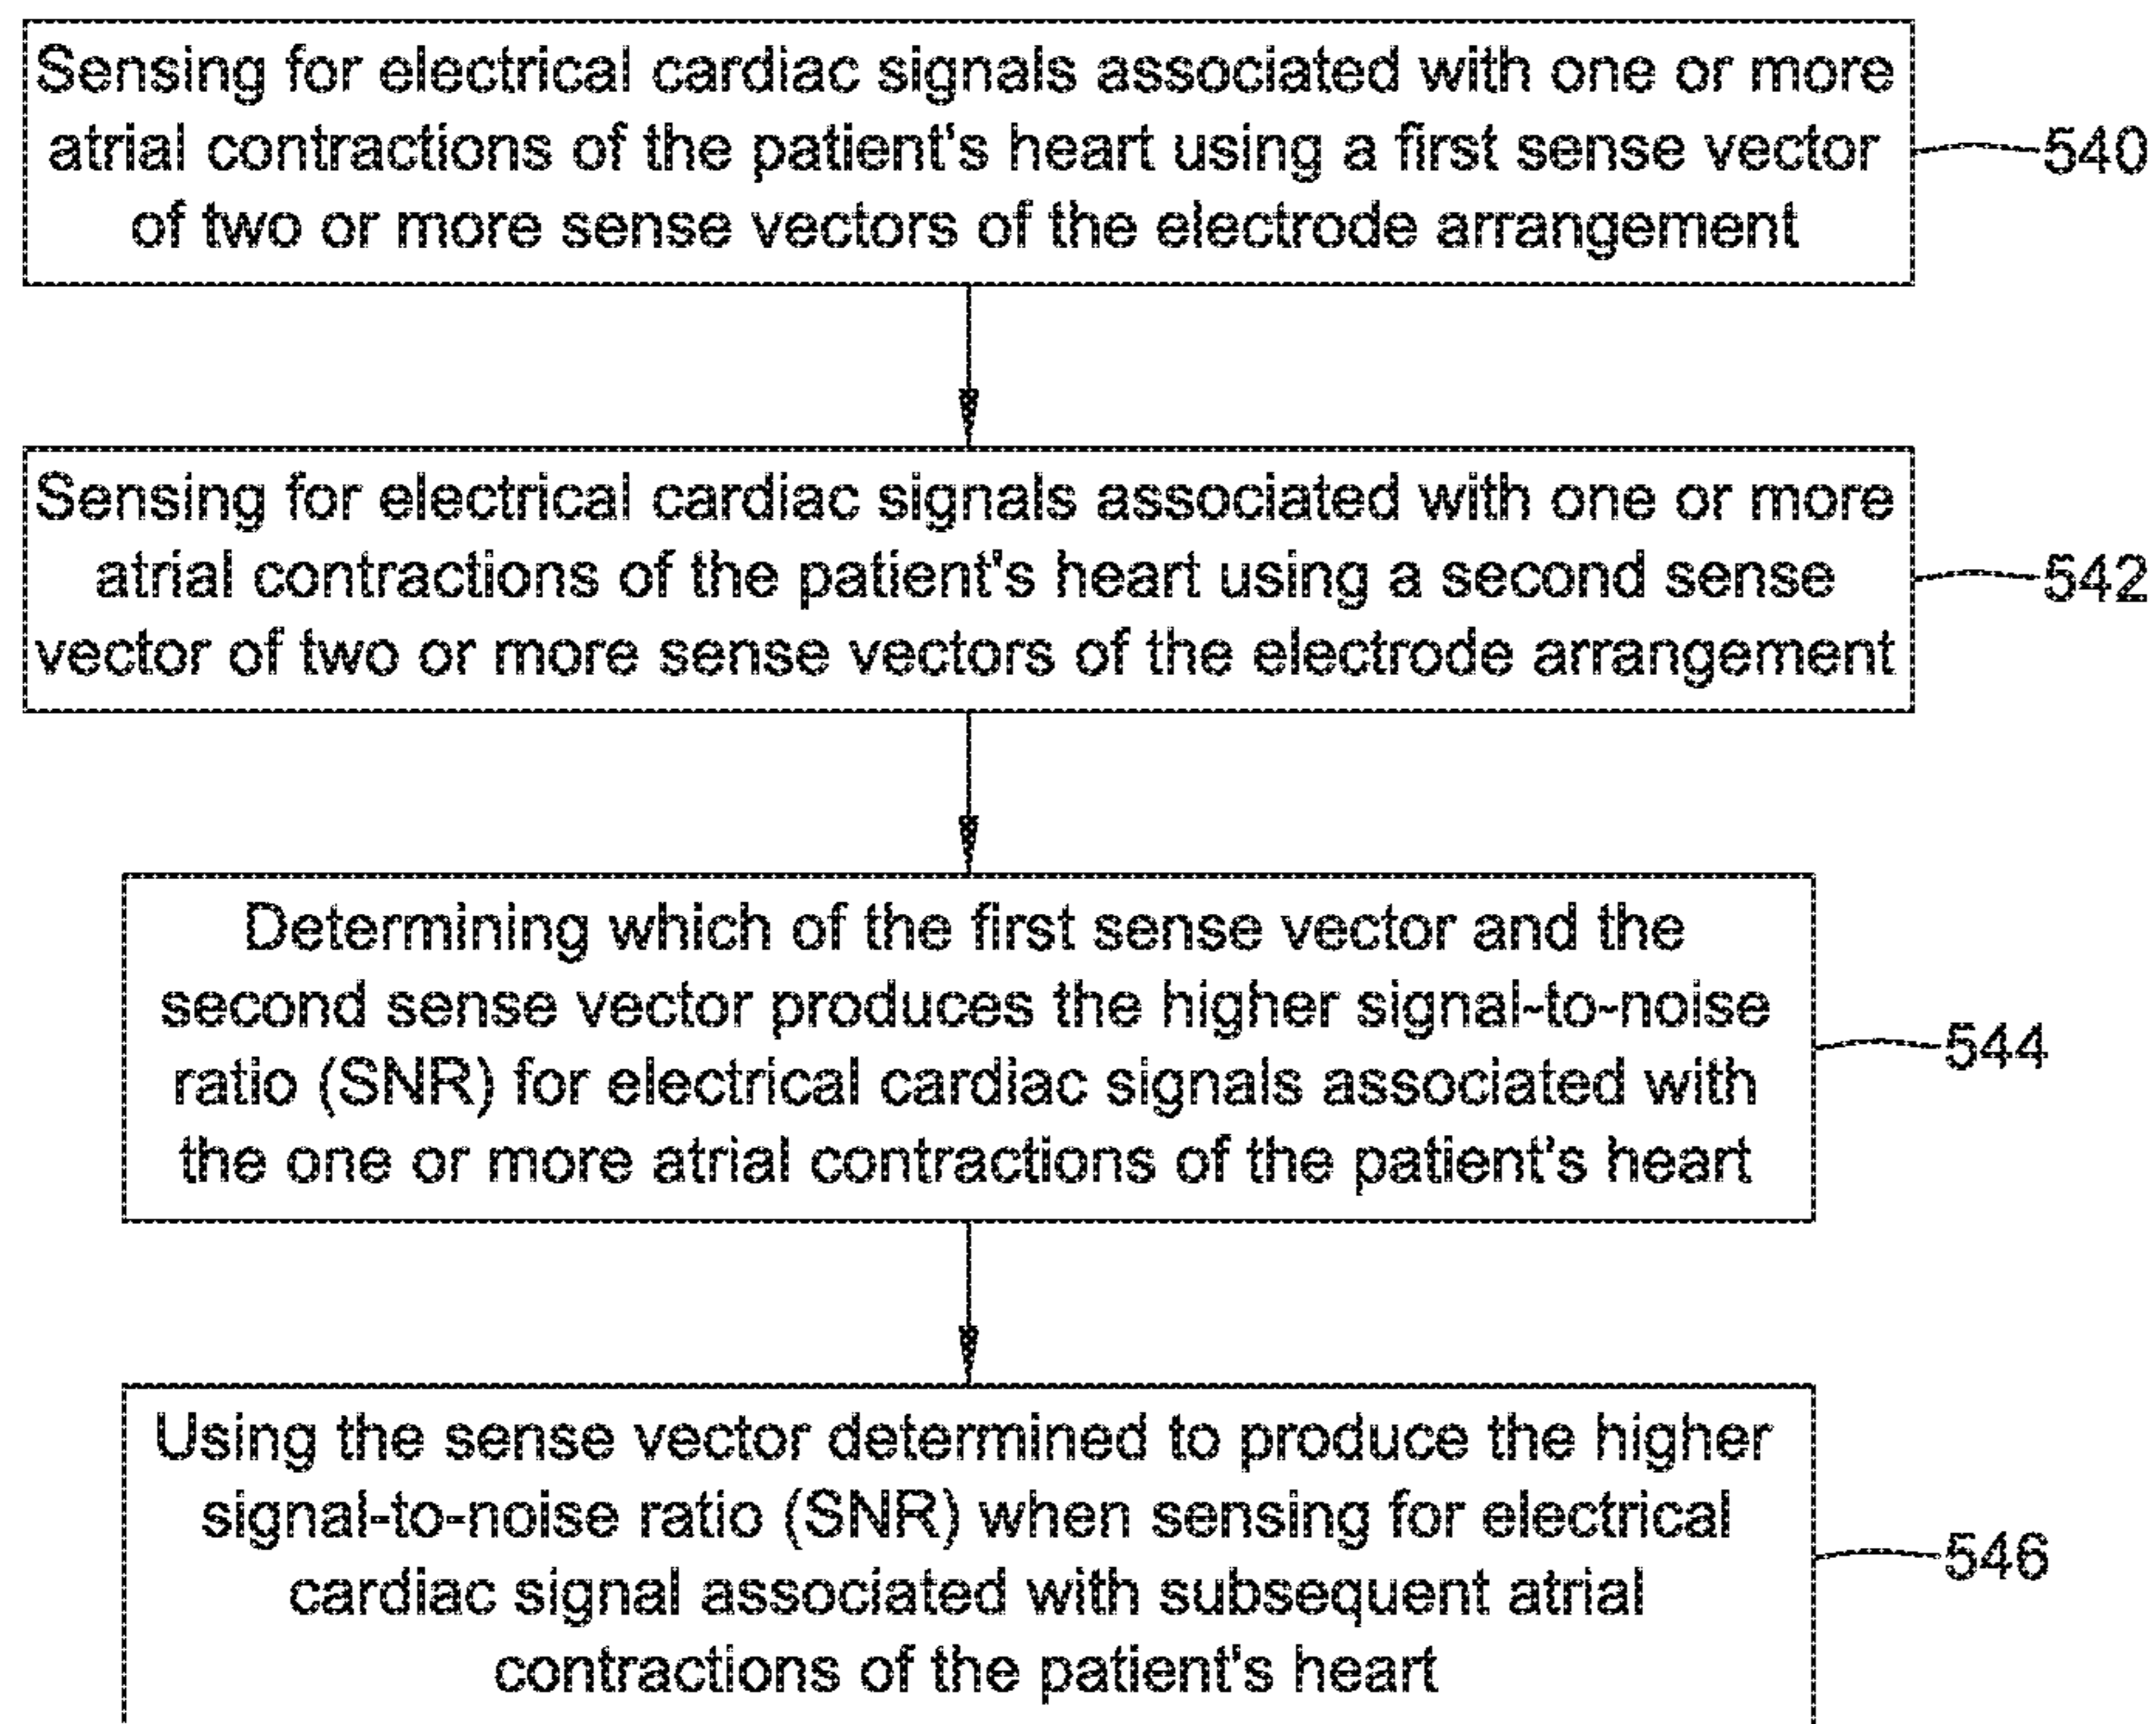 Sensing for electrical cardiac signals associated with one or more
atrial contractions of the patient's heart using a first sense vector
of two or more sense vectors of the electrode arrangement
540
Sensing for electrical cardiac signals associated with one or more
atrial contractions of the patient's heart using a second sense
vector of two or more sense vectors of the electrode arrangement
542
Determining which of the first sense vector and the
second sense vector produces the higher signal-to-noise
ratio (SNR) for electrical cardiac signals associated with
the one or more atrial contractions of the patient's heart
544
Using the sense vector determined to produce the higher
signal-to-noise ratio (SNR) when sensing for electrical
cardiac signal associated with subsequent atrial
contractions of the patient's heart
546